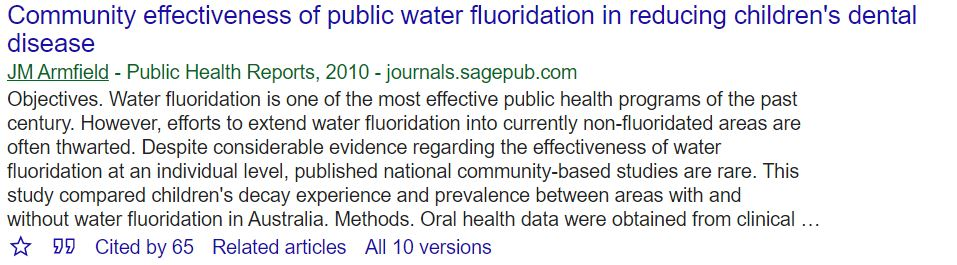 Community effectiveness of public water fluoridation in reducing children's dental
disease
JM Armfield - Public Health Reports, 2010 - journals.sagepub.com
Objectives. Water fluoridation is one of the most effective public health programs of the past
century. However, efforts to extend water fluoridation into currently non-fluoridated areas are
often thwarted. Despite considerable evidence regarding the effectiveness of water
fluoridation at an individual level, published national community-based studies are rare. This
study compared children's decay experience and prevalence between areas with and
without water fluoridation in Australia. Methods. Oral health data were obtained from clinical …
Cited by 65 Related articles All 10 versions